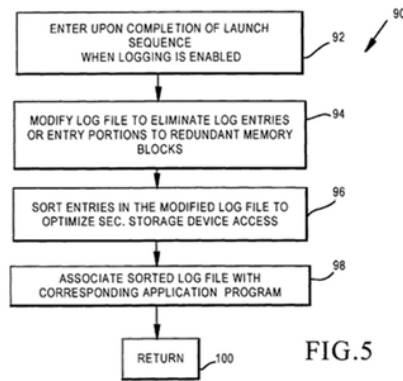 90
ENTER UPON COMPLETION OF LAUNCH
SEQUENCE
WHEN LOGGING IS ENABLED
92
MODIFY LOG FILE TO ELIMINATE LOG ENTRIES
OR ENTRY PORTIONS TO REDUNDANT MEMORY
BLOCKS
94
SORT ENTRIES IN THE MODIFIED LOG FILE TO
OPTIMIZE SEC. STORAGE DEVICE ACCESS
96
ASSOCIATE SORTED LOG FILE WITH
CORRESPONDING APPLICATION PROGRAM
98
RETURN
100
FIG.5